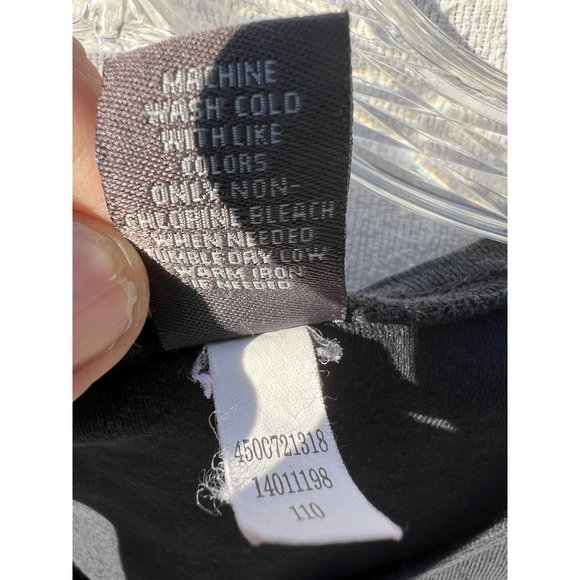 MACHINE
WASH COLD
WITH LIKE
COLORS
ONLY NON-
CHLORINE BLEACH
WHEN NEEDED
TUMBLE DRY LOW
WARM IRON
IF NEEDED
450C721318
14011198
110